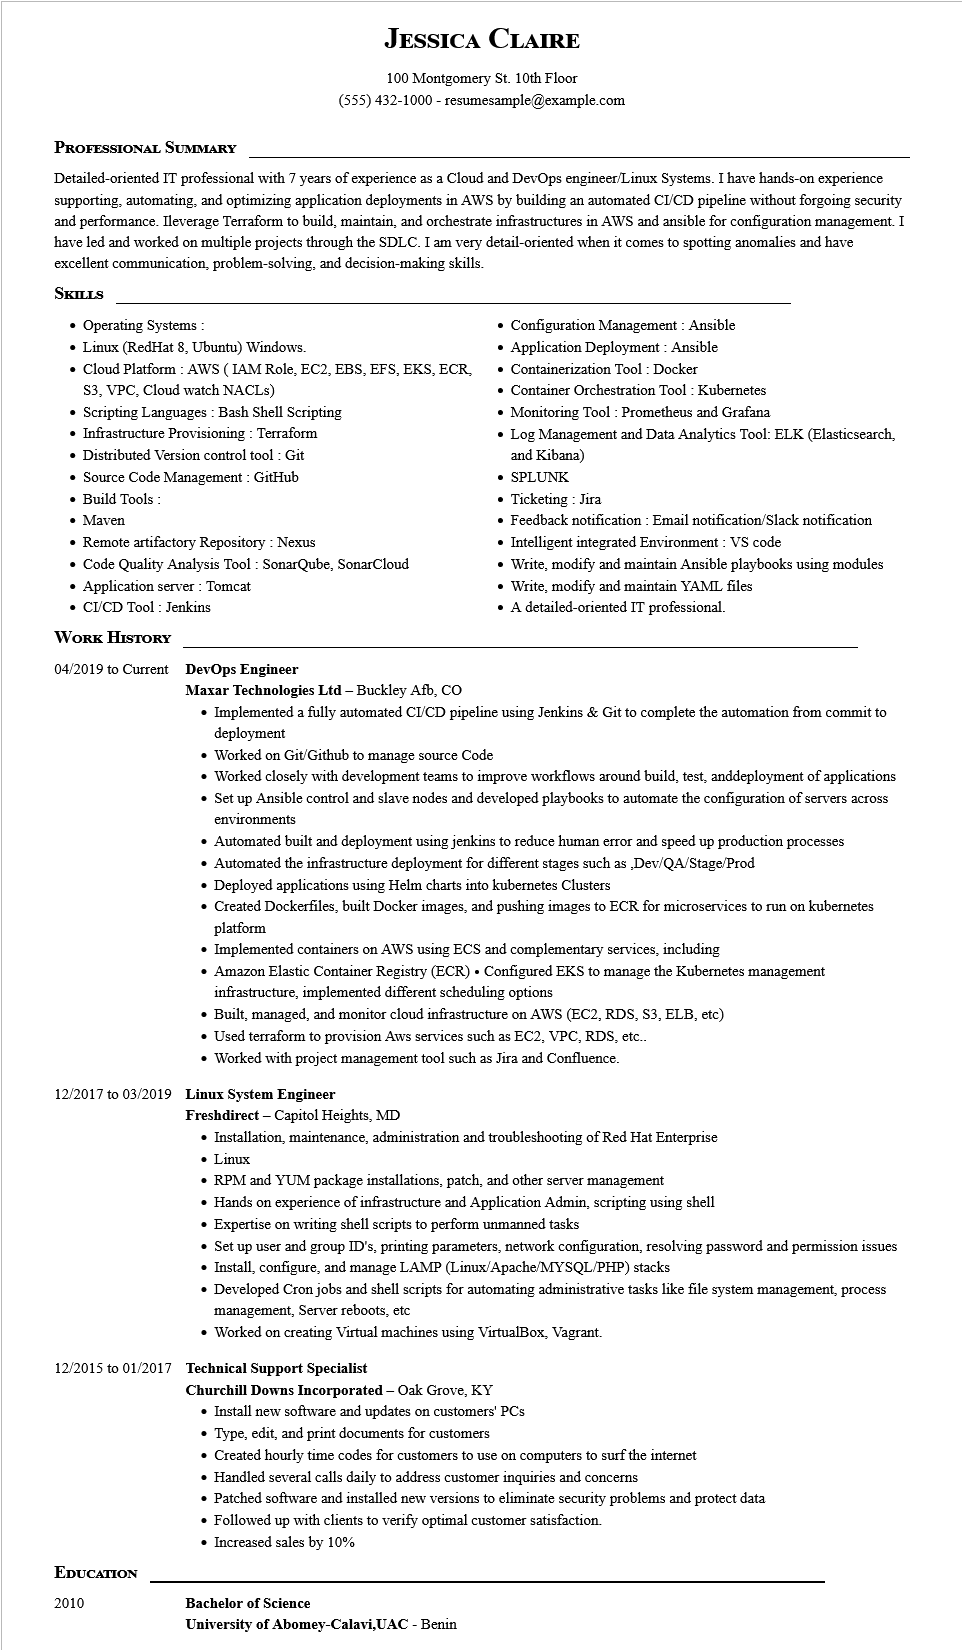 Jessica Claire
100 Montgomery St. 10th Floor
(555) 432-1000 - resumesample@example.com
Professional Summary
Detailed-oriented IT professional with 7 years of experience as a Cloud and DevOps engineer/Linux Systems. I have hands-on experience
supporting, automating, and optimizing application deployments in AWS by building an automated CI/CD pipeline without forgoing security
and performance. Ileverage Terraform to build, maintain, and orchestrate infrastructures in AWS and ansible for configuration management. I
have led and worked on multiple projects through the SDLC. I am very detail-oriented when it comes to spotting anomalies and have
excellent communication, problem-solving, and decision-making skills.
Skills
• Operating Systems :
• Linux (RedHat 8, Ubuntu) Windows.
• Cloud Platform : AWS ( IAM Role, EC2, EBS, EFS, EKS, ECR,
S3, VPC, Cloud watch NACLs)
• Scripting Languages : Bash Shell Scripting
• Infrastructure Provisioning : Terraform
• Distributed Version control tool : Git
• Source Code Management : GitHub
• Build Tools :
• Maven
• Remote artifactory Repository : Nexus
• Code Quality Analysis Tool : SonarQube, SonarCloud
• Application server : Tomcat
• CI/CD Tool : Jenkins
• Configuration Management : Ansible
• Application Deployment : Ansible
• Containerization Tool : Docker
• Container Orchestration Tool : Kubernetes
• Monitoring Tool : Prometheus and Grafana
• Log Management and Data Analytics Tool: ELK (Elasticsearch,
and Kibana)
• SPLUNK
• Ticketing : Jira
• Feedback notification : Email notification/Slack notification
• Intelligent integrated Environment : VS code
• Write, modify and maintain Ansible playbooks using modules
• Write, modify and maintain YAML files
• A detailed-oriented IT professional.
Work History
04/2019 to Current DevOps Engineer
Maxar Technologies Ltd – Buckley Afb, CO
• Implemented a fully automated CI/CD pipeline using Jenkins & Git to complete the automation from commit to
deployment
• Worked on Git/Github to manage source Code
• Worked closely with development teams to improve workflows around build, test, anddeployment of applications
• Set up Ansible control and slave nodes and developed playbooks to automate the configuration of servers across
environments
• Automated built and deployment using jenkins to reduce human error and speed up production processes
• Automated the infrastructure deployment for different stages such as ,Dev/QA/Stage/Prod
• Deployed applications using Helm charts into kubernetes Clusters
• Created Dockerfiles, built Docker images, and pushing images to ECR for microservices to run on kubernetes
platform
• Implemented containers on AWS using ECS and complementary services, including
• Amazon Elastic Container Registry (ECR) • Configured EKS to manage the Kubernetes management
infrastructure, implemented different scheduling options
• Built, managed, and monitor cloud infrastructure on AWS (EC2, RDS, S3, ELB, etc)
• Used terraform to provision Aws services such as EC2, VPC, RDS, etc..
• Worked with project management tool such as Jira and Confluence.
12/2017 to 03/2019 Linux System Engineer
Freshdirect – Capitol Heights, MD
• Installation, maintenance, administration and troubleshooting of Red Hat Enterprise
• Linux
• RPM and YUM package installations, patch, and other server management
• Hands on experience of infrastructure and Application Admin, scripting using shell
• Expertise on writing shell scripts to perform unmanned tasks
• Set up user and group ID's, printing parameters, network configuration, resolving password and permission issues
• Install, configure, and manage LAMP (Linux/Apache/MYSQL/PHP) stacks
• Developed Cron jobs and shell scripts for automating administrative tasks like file system management, process
management, Server reboots, etc
• Worked on creating Virtual machines using VirtualBox, Vagrant.
12/2015 to 01/2017 Technical Support Specialist
Churchill Downs Incorporated – Oak Grove, KY
• Install new software and updates on customers' PCs
• Type, edit, and print documents for customers
• Created hourly time codes for customers to use on computers to surf the internet
• Handled several calls daily to address customer inquiries and concerns
• Patched software and installed new versions to eliminate security problems and protect data
• Followed up with clients to verify optimal customer satisfaction.
• Increased sales by 10%
Education
2010 Bachelor of Science
University of Abomey-Calavi,UAC - Benin